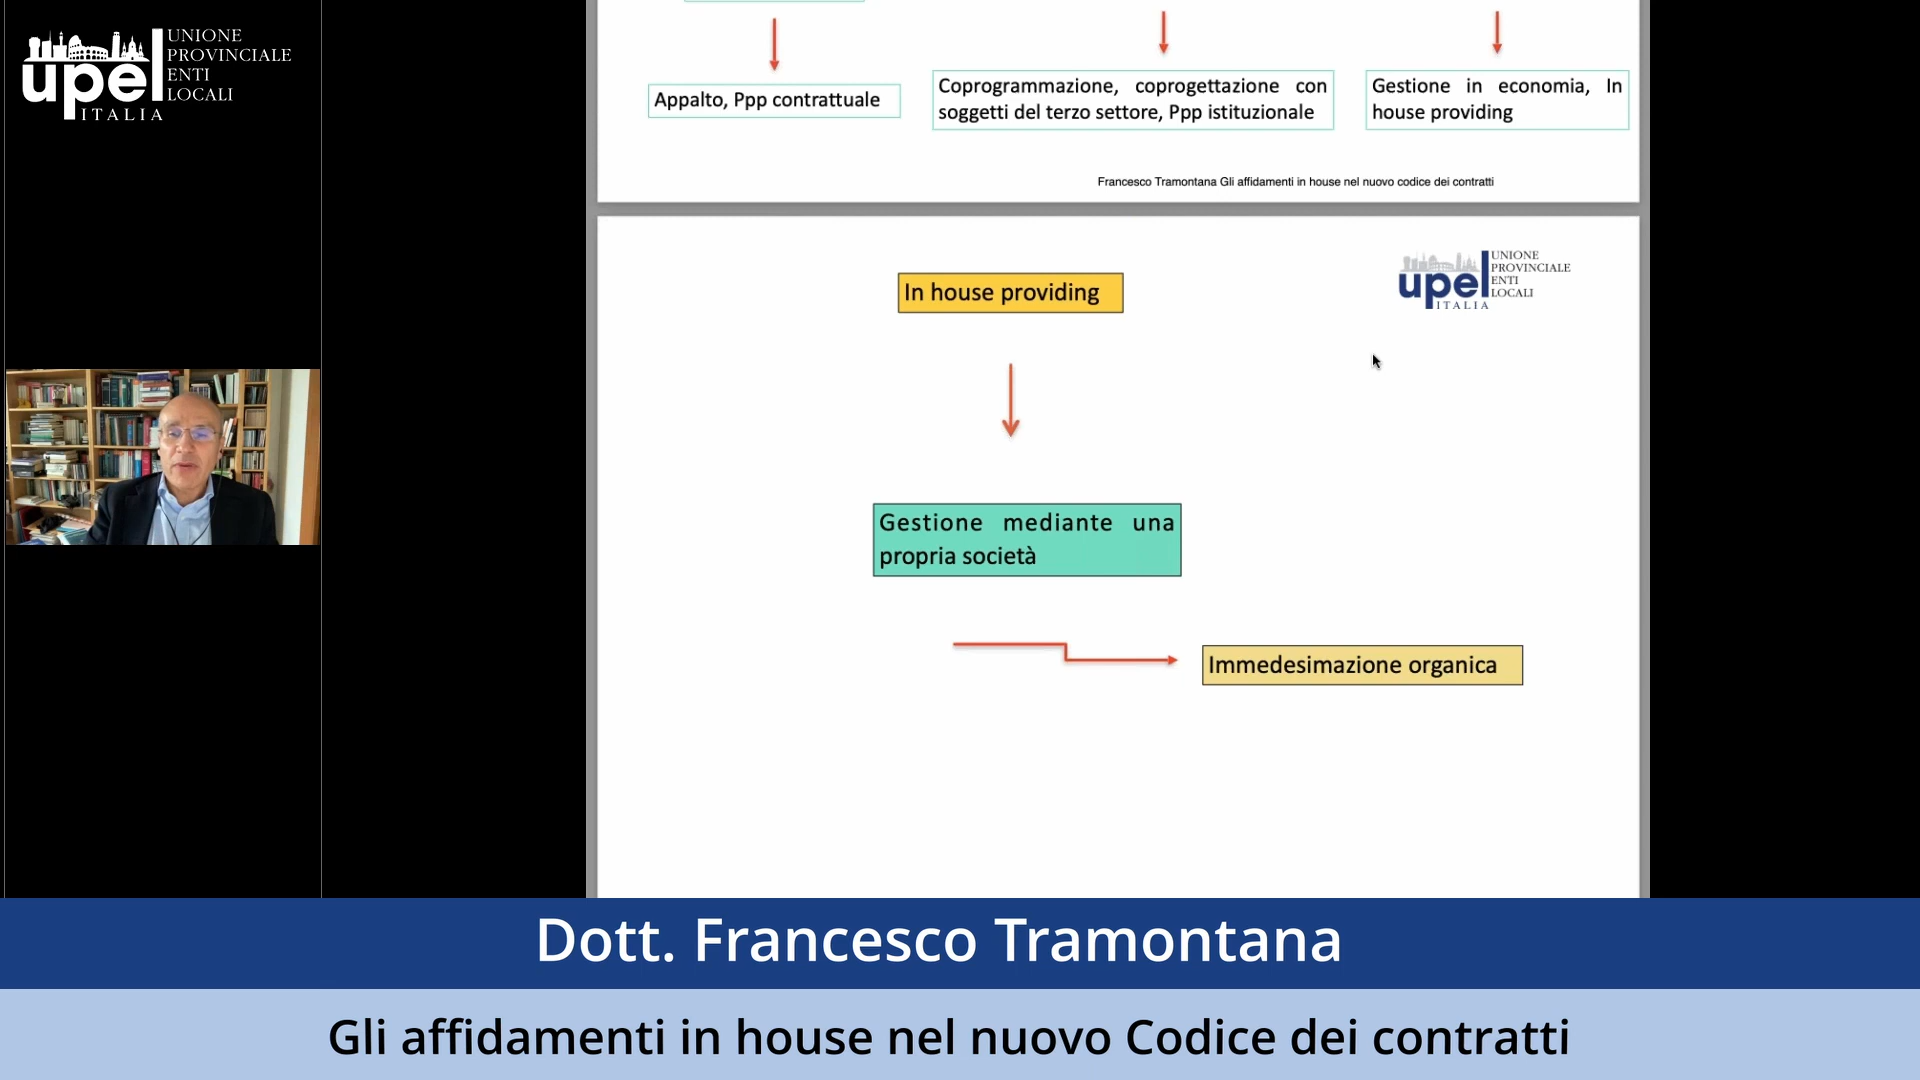 UNIONE
PROVINCIALE
ENTI
LOCALI
upel
ITALIA
Appalto, Ppp contrattuale
Coprogrammazione, coprogettazione con
soggetti del terzo settore, Ppp istituzionale
Gestione in economia, In
house providing
Francesco Tramontana Gli affidamenti in house nel nuovo codice dei contratti
In house providing
UNIONE
PROVINCIALE
ENTI
LOCALI
upel
ITALIA
Gestione mediante una
propria società
Immedesimazione organica
Dott. Francesco Tramontana
Gli affidamenti in house nel nuovo Codice dei contratti